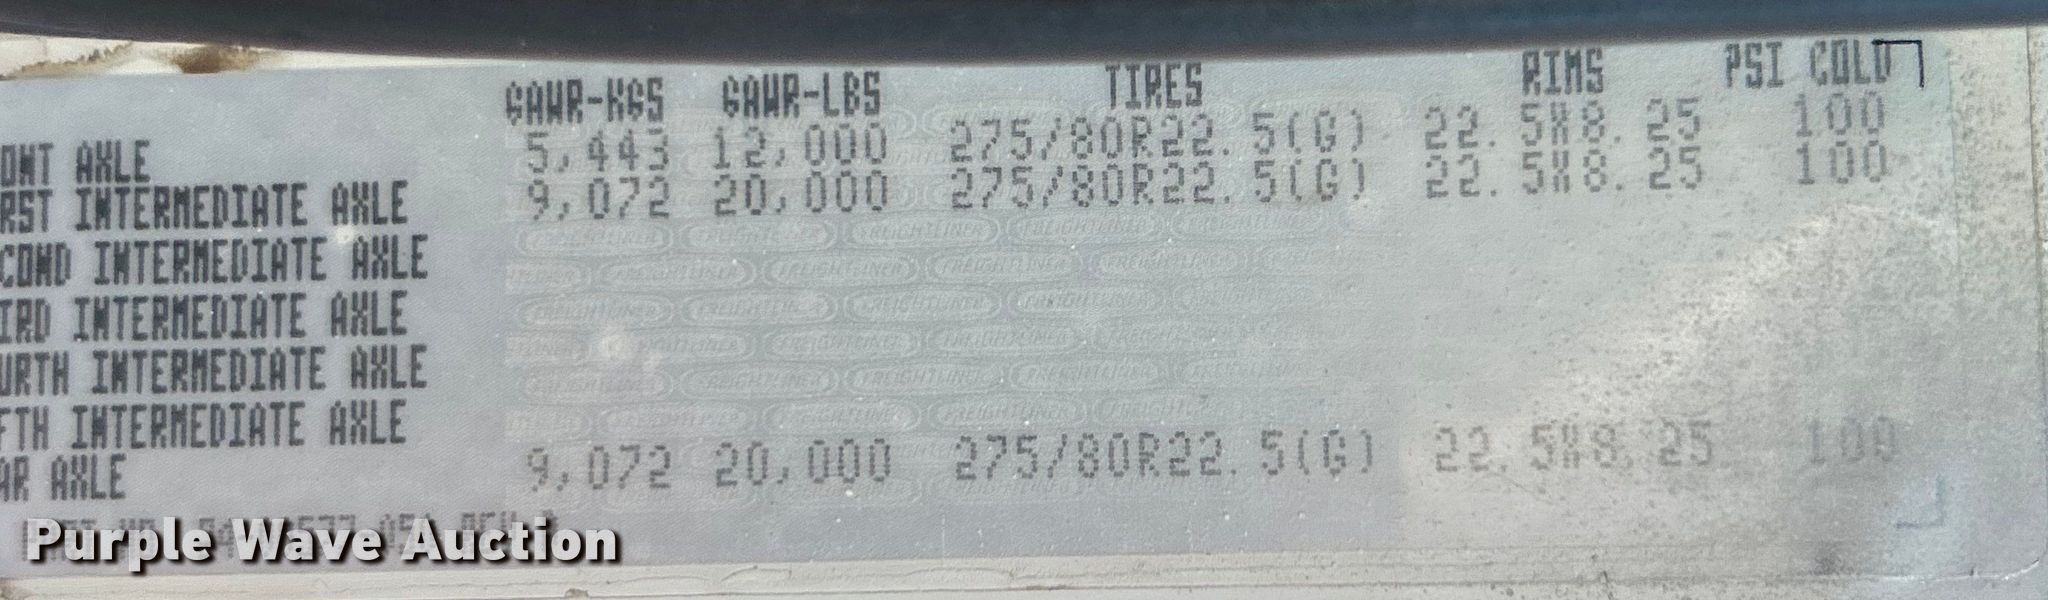 GAWR-KGS GAWR-LBS TIRES RIMS PSI COLD
ONT AXLE 5,443 12,000 275/80R22.5(G) 22.5X8.25 100
RST INTERMEDIATE AXLE 9,072 20,000 275/80R22.5(G) 22.5X8.25 100
COND INTERMEDIATE AXLE
IRD INTERMEDIATE AXLE
URTH INTERMEDIATE AXLE
FTH INTERMEDIATE AXLE
AR AXLE 9,072 20,000 275/80R22.5(G) 22.5X8.25 100
Purple Wave Auction